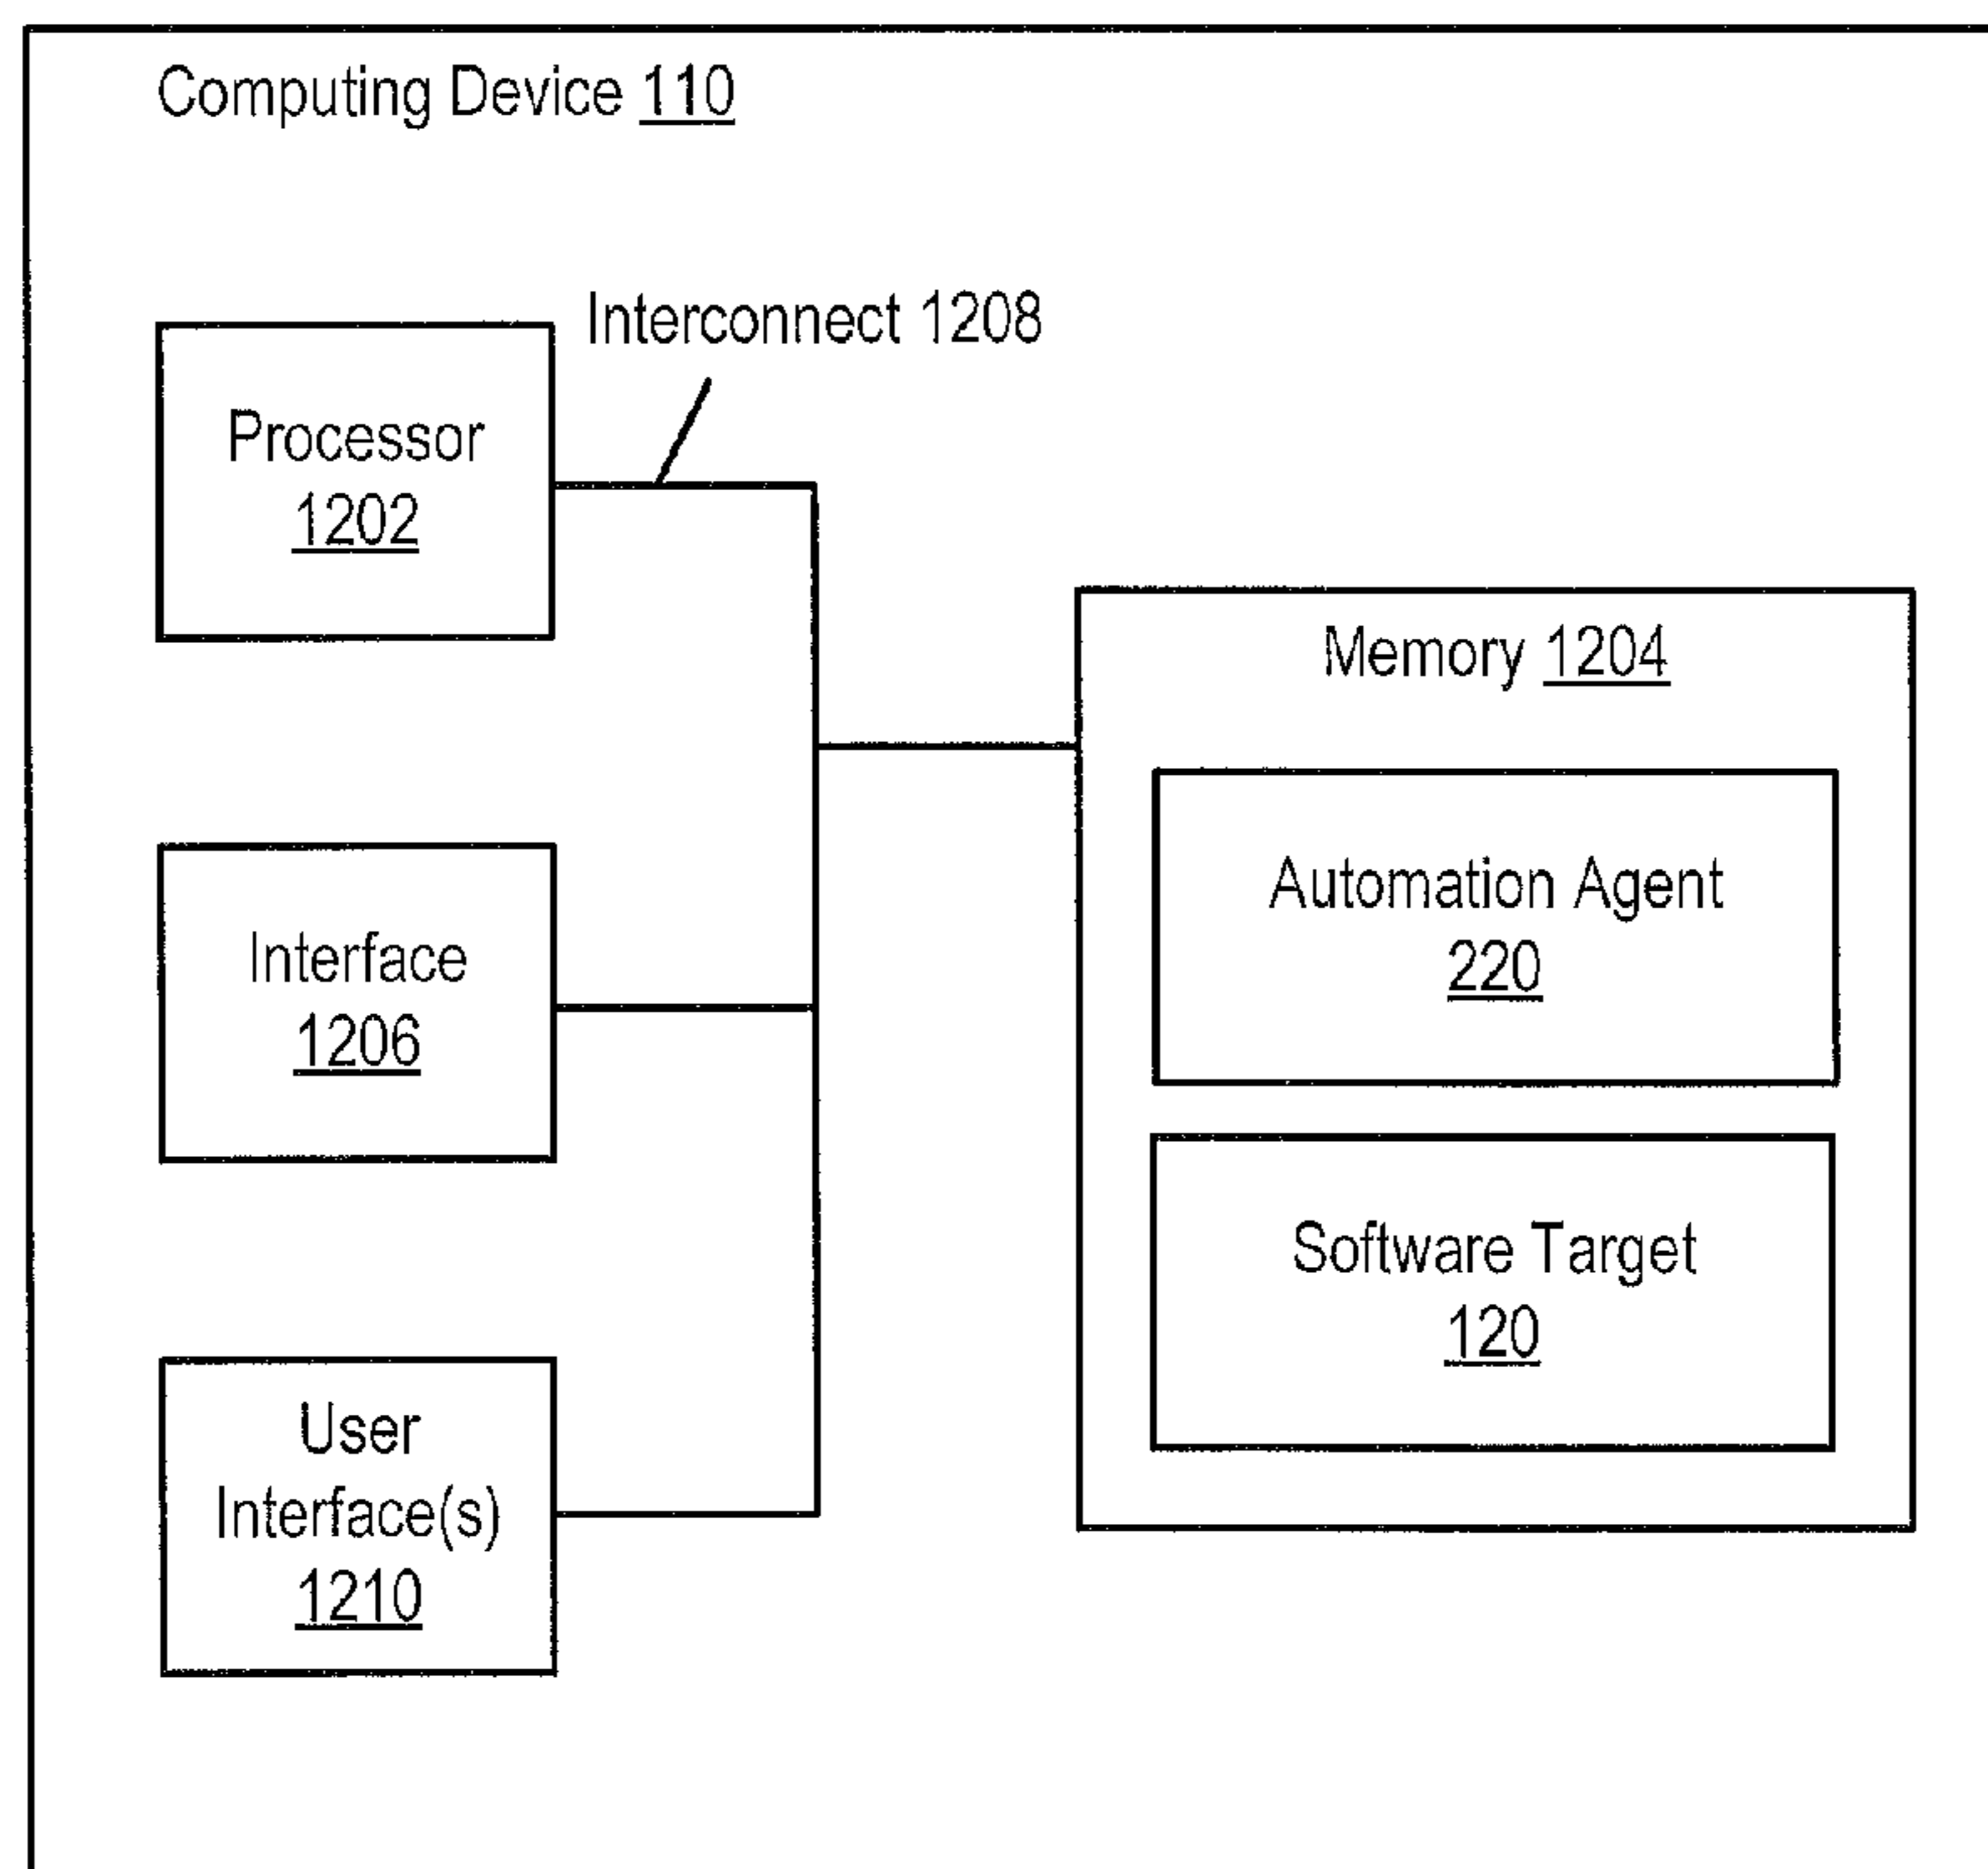 Computing Device 110
Interconnect 1208
Processor
1202
Memory 1204
Automation Agent
220
Interface
1206
Software Target
120
User
Interface(s)
1210